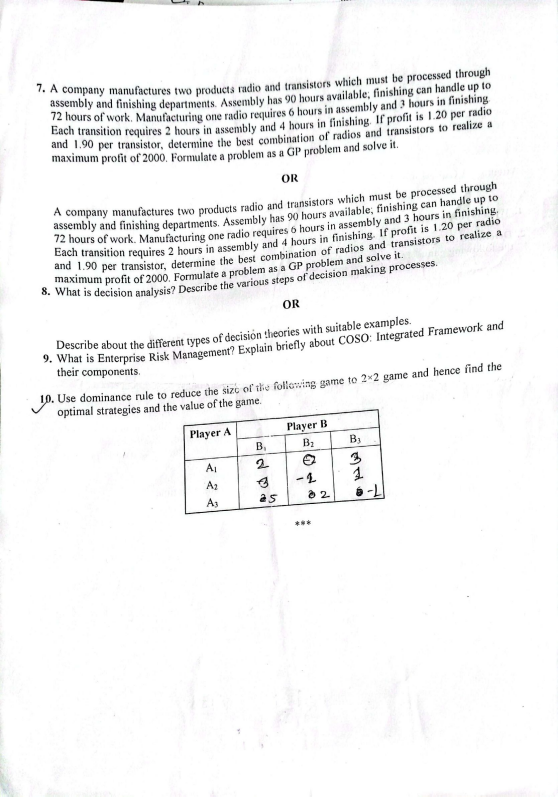 7. A company manufactures two products radio and transistors which must be processed through
assembly and finishing departments. Assembly has 90 hours available, finishing can handle up to
72 hours of work. Manufacturing one radio requires 6 hours in assembly and 3 hours in finishing.
Each transition requires 2 hours in assembly and 4 hours in finishing. If profit is 1.20 per radio
and 1.90 per transistor, determine the best combination of radios and transistors to realize a
maximum profit of 2000. Formulate a problem as a GP problem and solve it.
OR
A company manufactures two products radio and transistors which must be processed through
assembly and finishing departments. Assembly has 90 hours available, finishing can handle up to
72 hours of work. Manufacturing one radio requires 6 hours in assembly and 3 hours in finishing.
Each transition requires 2 hours in assembly and 4 hours in finishing. If profit is 1.20 per radio
and 1.90 per transistor, determine the best combination of radios and transistors to realize a
maximum profit of 2000. Formulate a problem as a GP problem and solve it.
8. What is decision analysis? Describe the various steps of decision making processes.
OR
Describe about the different types of decision theories with suitable examples.
9. What is Enterprise Risk Management? Explain briefly about COSO: Integrated Framework and
their components.
10. Use dominance rule to reduce the size of the following game to 2×2 game and hence find the
optimal strategies and the value of the game.
Player A Player B
B₁ B₂ B₃
A₁ 2 3
A₂ 1
A₃ 5 2 -1
***